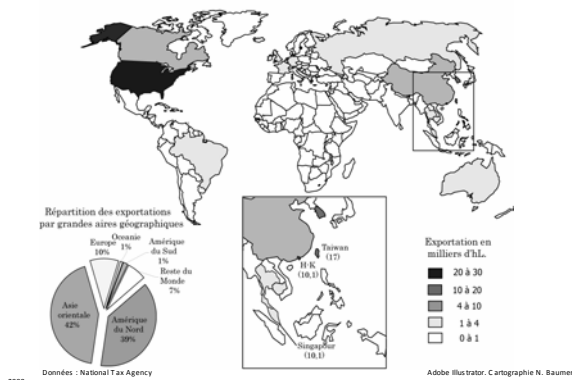 Répartition des exportations
par grandes aires géographiques
Océanie
1%
Europe
10%
Amérique
du Sud
1%
Reste du
Monde
7%
Asie
orientale
42%
Amérique
du Nord
39%
Taiwan
(17)
H-K
(10,1)
Singapour
(10,1)
Exportation en
milliers d'hL.
20 à 30
10 à 20
4 à 10
1 à 4
0 à 1
Données : National Tax Agency
Adobe Illustrator. Cartographie N. Baumer